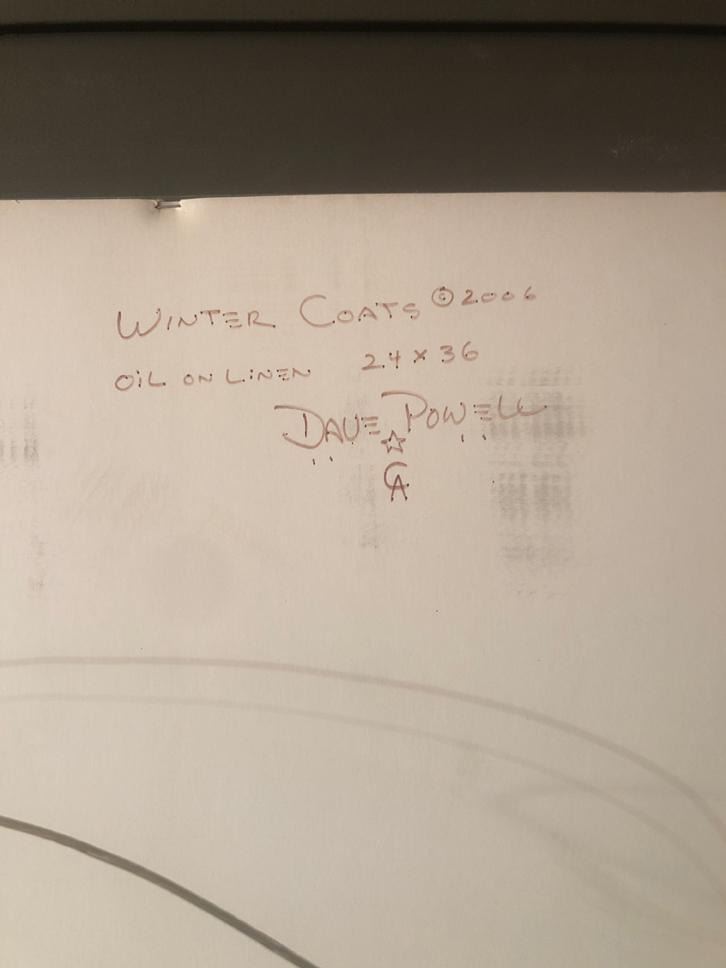 WINTER COATS © 2006
OIL ON LINEN 24 x 36
DAVE POWELL
CA